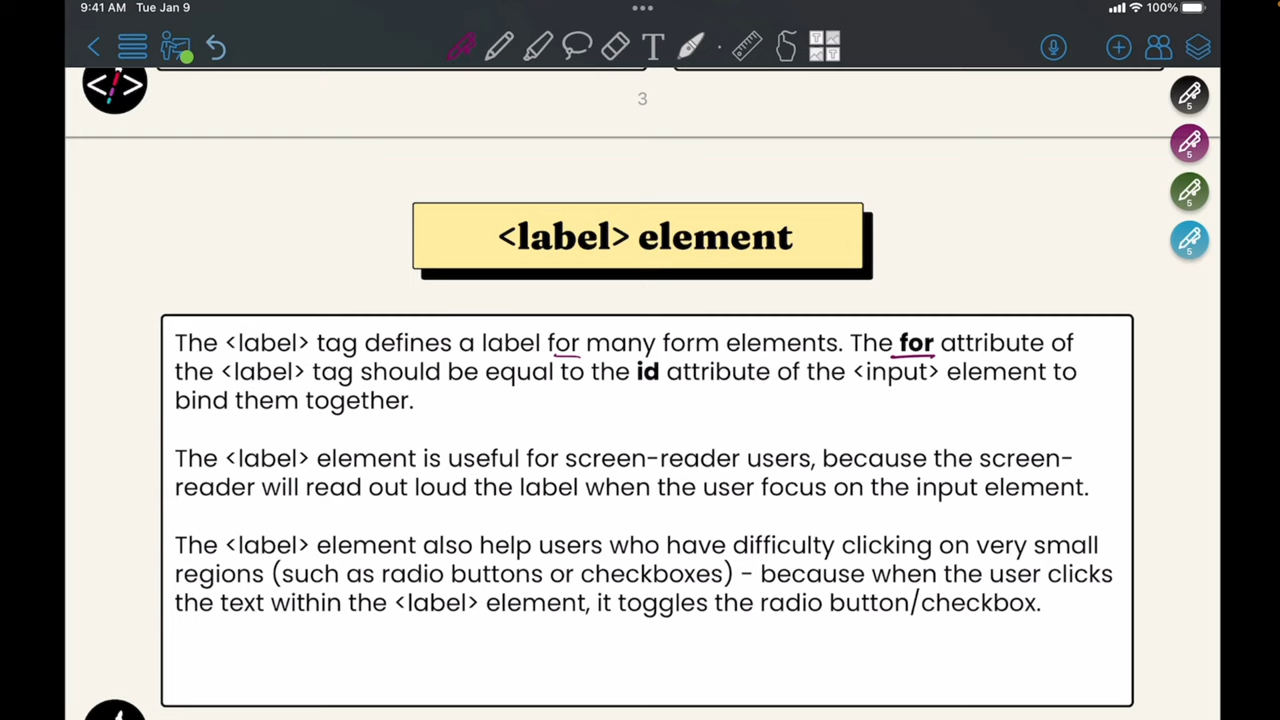 9:41 AM Tue Jan 9
100%
T
T
T
</>
3
5
5
5
5
<label> element
The <label> tag defines a label for many form elements. The for attribute of
the <label> tag should be equal to the id attribute of the <input> element to
bind them together.
The <label> element is useful for screen-reader users, because the screen-
reader will read out loud the label when the user focus on the input element.
The <label> element also help users who have difficulty clicking on very small
regions (such as radio buttons or checkboxes) - because when the user clicks
the text within the <label> element, it toggles the radio button/checkbox.